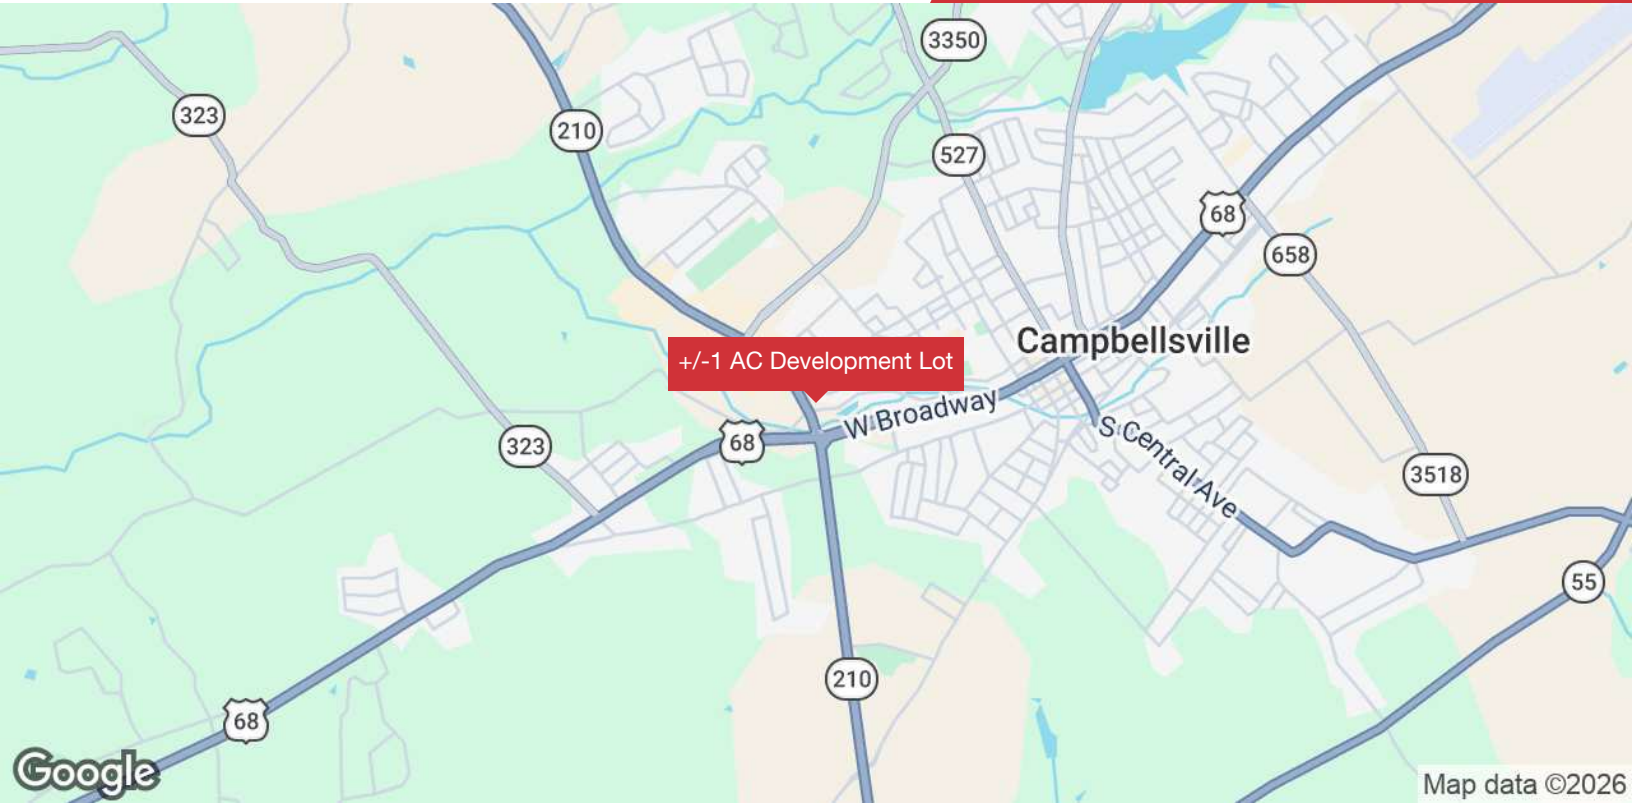 3350
323
210
527
68
658
Campbellsville
+/-1 AC Development Lot
W Broadway
S Central Ave
68
323
3518
55
210
68
Google
Map data ©2026